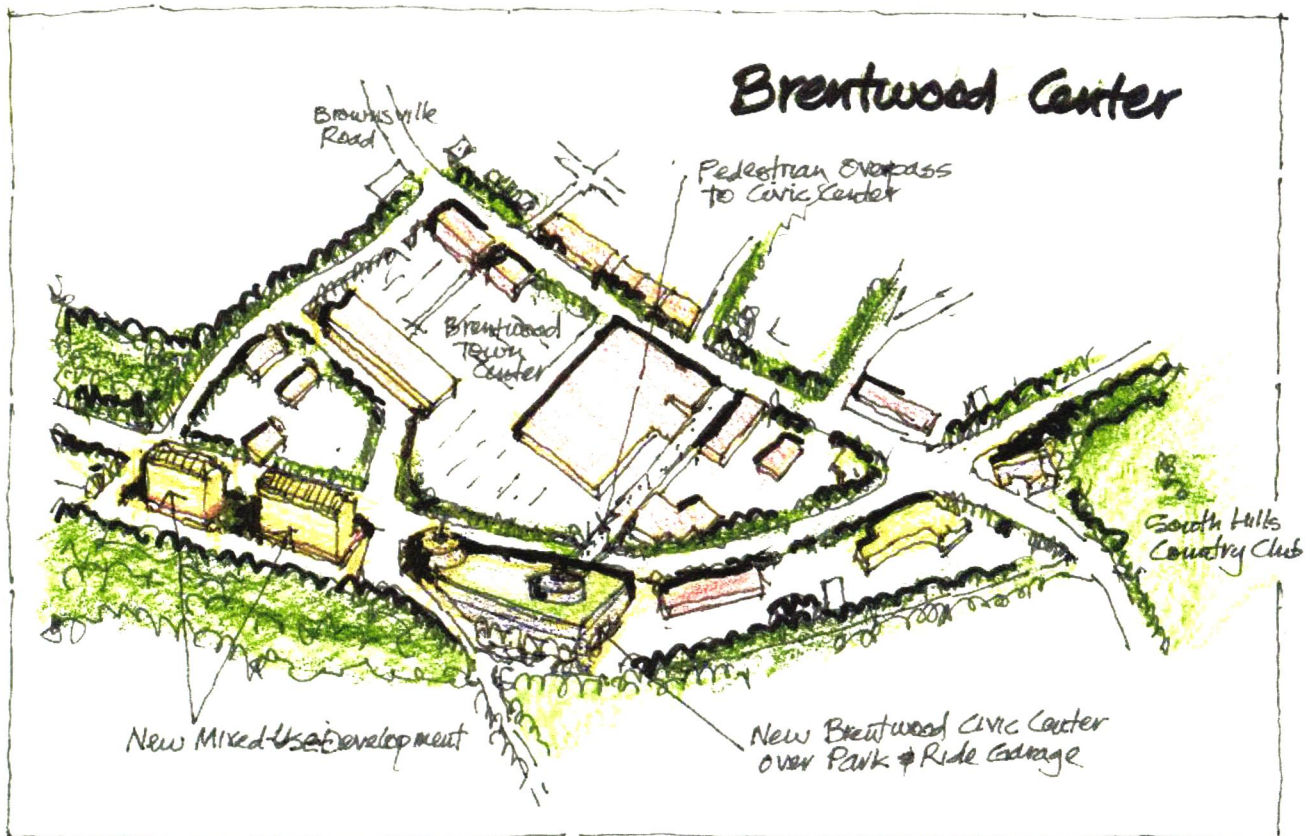 Brentwood Center
Brownsville
Road
Pedestrian Overpass
to Civic Center
Brentwood
Town
Center
South Hills
Country Club
New Mixed-Use Development
New Brentwood Civic Center
over Park & Ride Garage